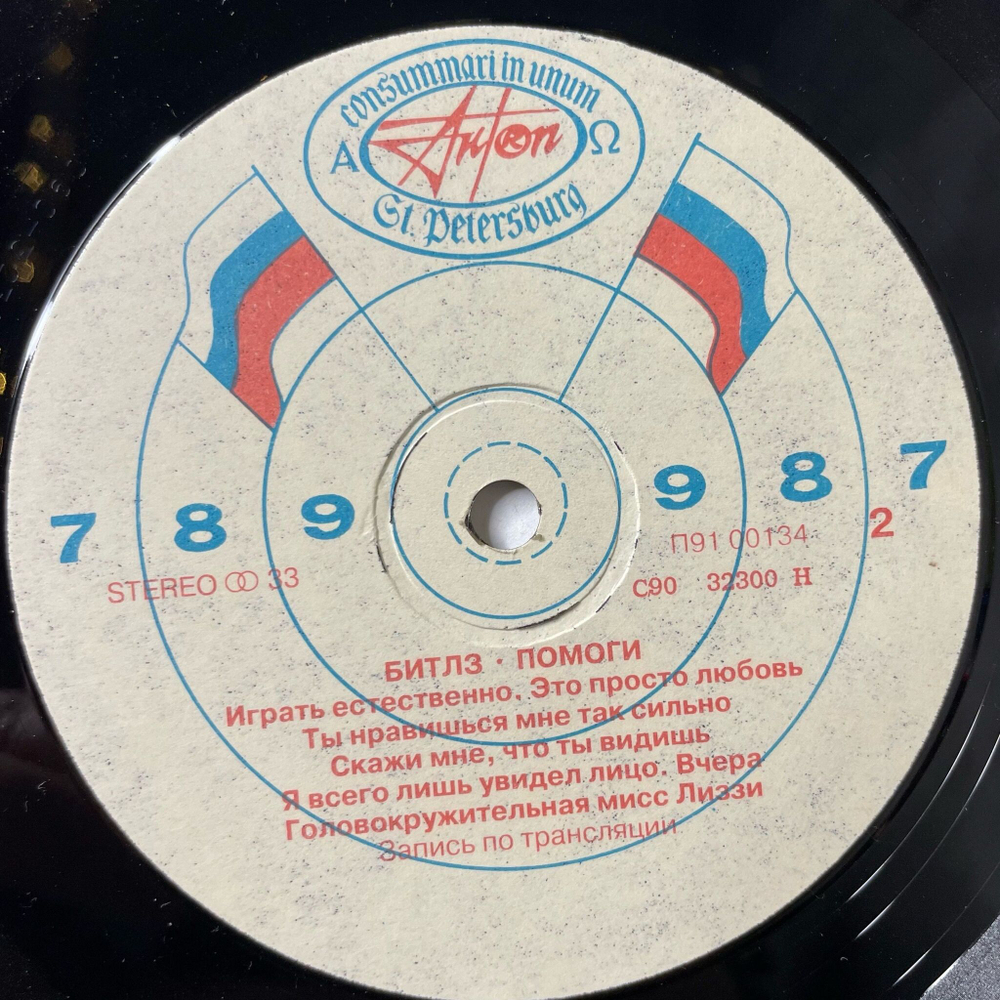 consummari in unum
Α Anton Ω
St. Petersburg
7 8 9 9 8 7
STEREO 33
П91 00134 2
С90 32300 Н
БИТЛЗ · ПОМОГИ
Играть естественно. Это просто любовь
Ты нравишься мне так сильно
Скажи мне, что ты видишь
Я всего лишь увидел лицо. Вчера
Головокружительная мисс Лиззи
Запись по трансляции